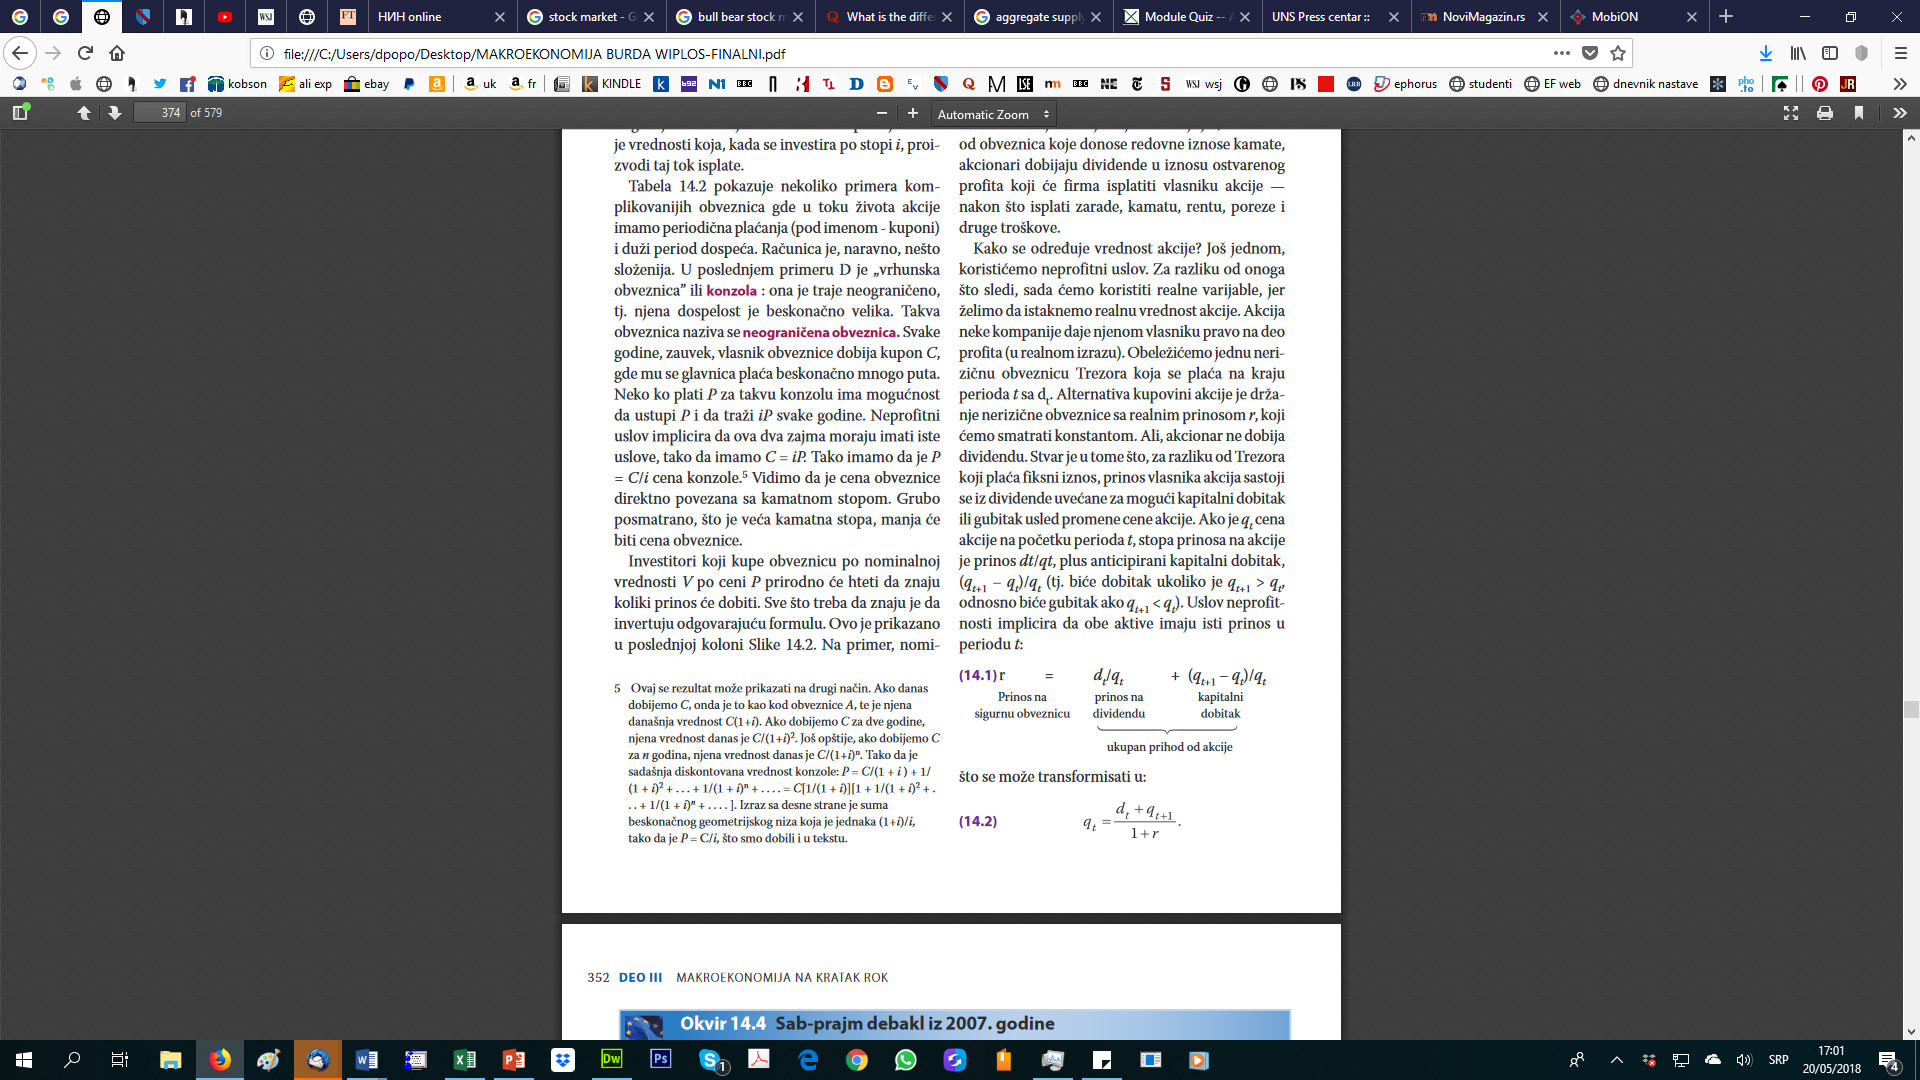 НИН online
stock market - G
bull bear stock m
What is the differ
aggregate supply
Module Quiz -- A
UNS Press centar ::
NoviMagazin.rs
MobiON
file:///C:/Users/dpopo/Desktop/MAKROEKONOMIJA BURDA WIPLOS-FINALNI.pdf
kobson ali exp ebay uk fr KINDLE b92 N1 BBC LSE BBC NE WSJ wsj ephorus studenti EF web dnevnik nastave
374 of 579
Automatic Zoom
je vrednosti koja, kada se investira po stopi i, proi-
zvodi taj tok isplate.
Tabela 14.2 pokazuje nekoliko primera kom-
plikovanijih obveznica gde u toku života akcije
imamo periodična plaćanja (pod imenom - kuponi)
i duži period dospeća. Računica je, naravno, nešto
složenija. U poslednjem primeru D je „vrhunska
obveznica” ili konzola : ona je traje neograničeno,
tj. njena dospelost je beskonačno velika. Takva
obveznica naziva se neograničena obveznica. Svake
godine, zauvek, vlasnik obveznice dobija kupon C,
gde mu se glavnica plaća beskonačno mnogo puta.
Neko ko plati P za takvu konzolu ima mogućnost
da ustupi P i da traži iP svake godine. Neprofitni
uslov implicira da ova dva zajma moraju imati iste
uslove, tako da imamo C = iP. Tako imamo da je P
= C/i cena konzole.⁵ Vidimo da je cena obveznice
direktno povezana sa kamatnom stopom. Grubo
posmatrano, što je veća kamatna stopa, manja će
biti cena obveznice.
Investitori koji kupe obveznicu po nominalnoj
vrednosti V po ceni P prirodno će hteti da znaju
koliki prinos će dobiti. Sve što treba da znaju je da
invertuju odgovarajuću formulu. Ovo je prikazano
u poslednjoj koloni Slike 14.2. Na primer, nomi-
5 Ovaj se rezultat može prikazati na drugi način. Ako danas
dobijemo C, onda je to kao kod obveznice A, te je njena
današnja vrednost C(1+i). Ako dobijemo C za dve godine,
njena vrednost danas je C/(1+i)². Još opštije, ako dobijemo C
za n godina, njena vrednost danas je C/(1+i)ⁿ. Tako da je
sadašnja diskontovana vrednost konzole: P = C/(1 + i ) + 1/
(1 + i)² + . . . + 1/(1 + i)ⁿ + . . . . = C[1/(1 + i)][1 + 1/(1 + i)² + .
. . + 1/(1 + i)ⁿ + . . . . ]. Izraz sa desne strane je suma
beskonačnog geometrijskog niza koja je jednaka (1+i)/i,
tako da je P = C/i, što smo dobili i u tekstu.
od obveznica koje donose redovne iznose kamate,
akcionari dobijaju dividende u iznosu ostvarenog
profita koji će firma isplatiti vlasniku akcije —
nakon što isplati zarade, kamatu, rentu, poreze i
druge troškove.
Kako se određuje vrednost akcije? Još jednom,
koristićemo neprofitni uslov. Za razliku od onoga
što sledi, sada ćemo koristiti realne varijable, jer
želimo da istaknemo realnu vrednost akcije. Akcija
neke kompanije daje njenom vlasniku pravo na deo
profita (u realnom izrazu). Obeležićemo jednu neri-
zičnu obveznicu Trezora koja se plaća na kraju
perioda t sa dₜ. Alternativa kupovini akcije je drža-
nje nerizične obveznice sa realnim prinosom r, koji
ćemo smatrati konstantom. Ali, akcionar ne dobija
dividendu. Stvar je u tome što, za razliku od Trezora
koji plaća fiksni iznos, prinos vlasnika akcija sastoji
se iz dividende uvećane za mogući kapitalni dobitak
ili gubitak usled promene cene akcije. Ako je qₜ cena
akcije na početku perioda t, stopa prinosa na akcije
je prinos dt/qt, plus anticipirani kapitalni dobitak,
(qₜ₊₁ – qₜ)/qₜ (tj. biće dobitak ukoliko je qₜ₊₁ > qₜ,
odnosno biće gubitak ako qₜ₊₁ < qₜ). Uslov neprofit-
nosti implicira da obe aktive imaju isti prinos u
periodu t:
(14.1) r = dₜ/qₜ + (qₜ₊₁ – qₜ)/qₜ
Prinos na prinos na kapitalni
sigurnu obveznicu dividendu dobitak
ukupan prihod od akcije
što se može transformisati u:
(14.2) qₜ = (dₜ + qₜ₊₁)/(1 + r).
352 DEO III MAKROEKONOMIJA NA KRATAK ROK
Okvir 14.4 Sab-prajm debakl iz 2007. godine
SRP
17:01
20/05/2018
4